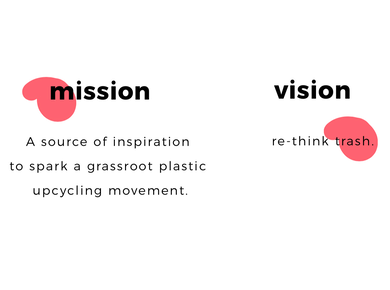 mission
A source of inspiration
to spark a grassroot plastic
upcycling movement.
vision
re-think trash.